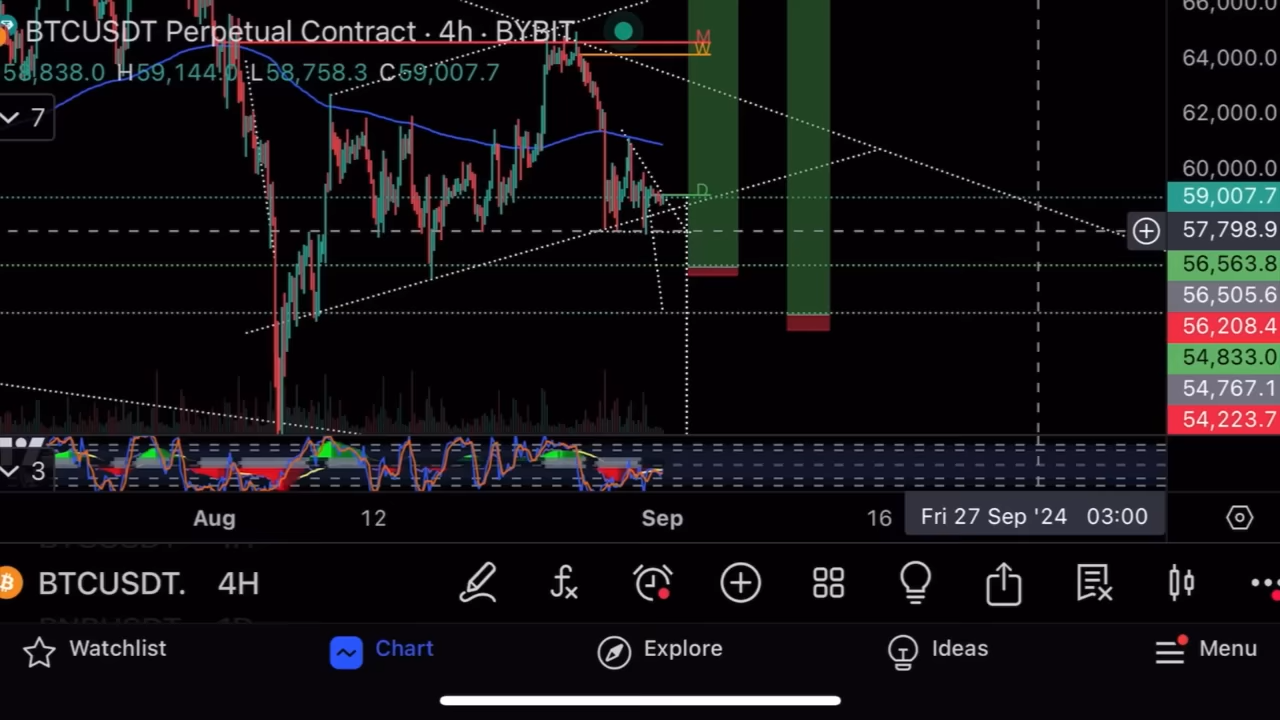 66,000.0
BTCUSDT Perpetual Contract · 4h · BYBIT
M
W
64,000.0
58,838.0 H59,144.0 L58,758.3 C59,007.7
7
62,000.0
60,000.0
D
59,007.7
57,798.9
56,563.8
56,505.6
56,208.4
54,833.0
54,767.1
54,223.7
3
Aug 12 Sep 16 Fri 27 Sep '24 03:00
BTCUSDT. 4H
Watchlist Chart Explore Ideas Menu